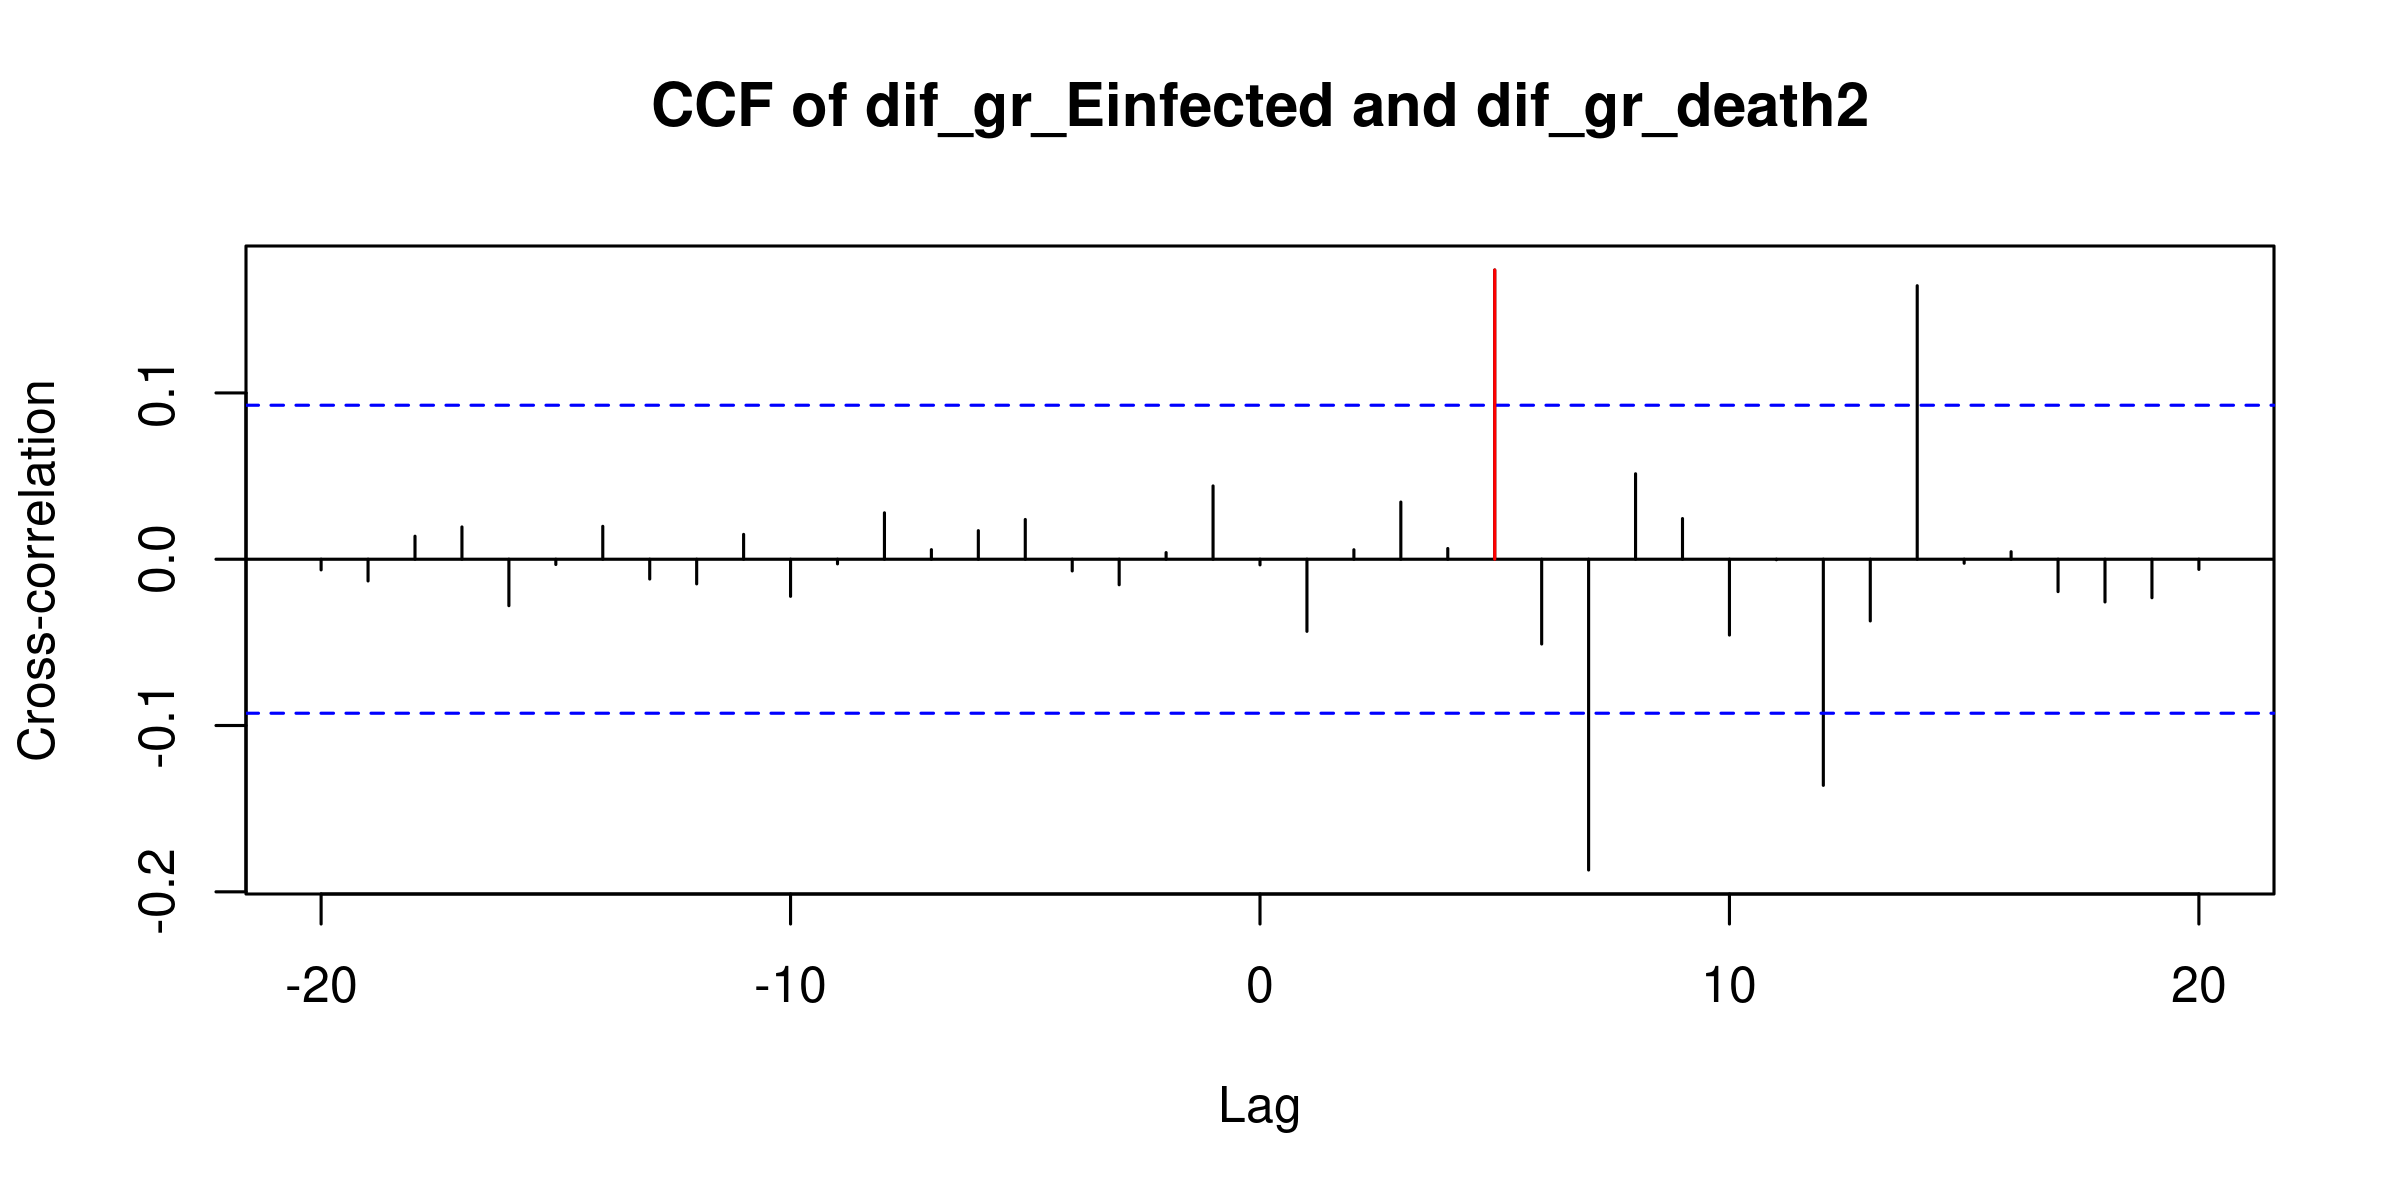 CCF of dif_gr_Einfected and dif_gr_death2
Cross-correlation
0.1
0.0
-0.1
-0.2
-20 -10 0 10 20
Lag